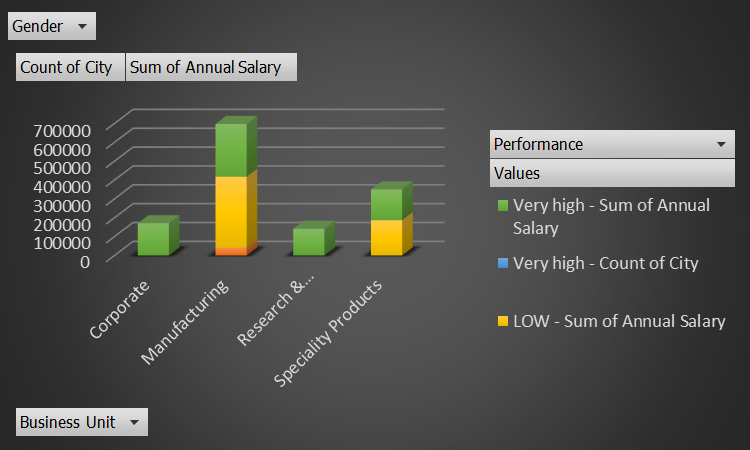 Gender
Count of City
Sum of Annual Salary
700000
600000
500000
400000
300000
200000
100000
0
Corporate
Manufacturing
Research &...
Speciality Products
Performance
Values
Very high - Sum of Annual
Salary
Very high - Count of City
LOW - Sum of Annual Salary
Business Unit